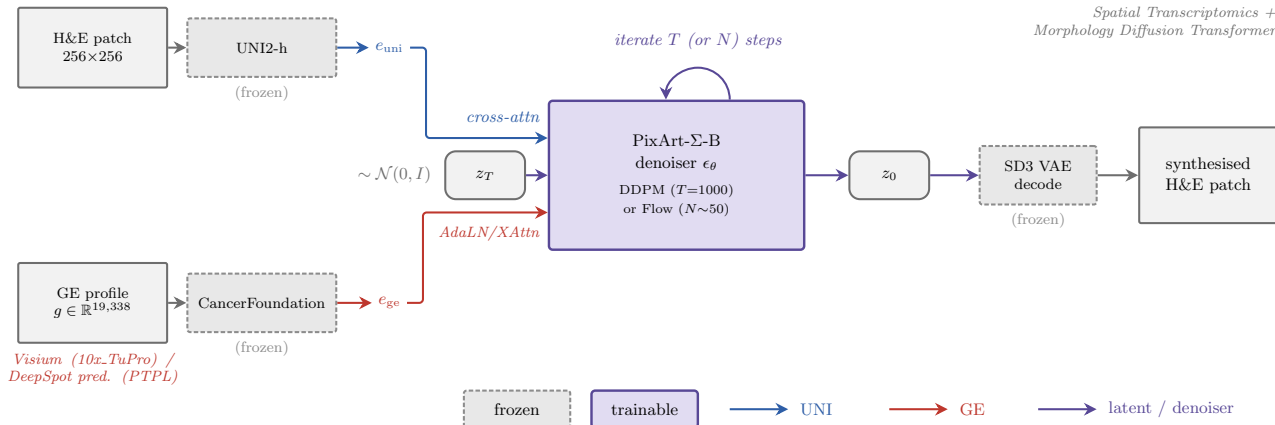 Spatial Transcriptomics +
Morphology Diffusion Transformer
H&E patch
256×256
UNI2-h
(frozen)
e_uni
cross-attn
iterate T (or N) steps
∼ 𝒩(0, I)
z_T
PixArt-Σ-B
denoiser ϵ_θ
DDPM (T=1000)
or Flow (N∼50)
z_0
SD3 VAE
decode
(frozen)
synthesised
H&E patch
AdaLN/XAttn
GE profile
g ∈ ℝ^19,338
CancerFoundation
(frozen)
e_ge
Visium (10x_TuPro) /
DeepSpot pred. (PTPL)
frozen
trainable
UNI
GE
latent / denoiser